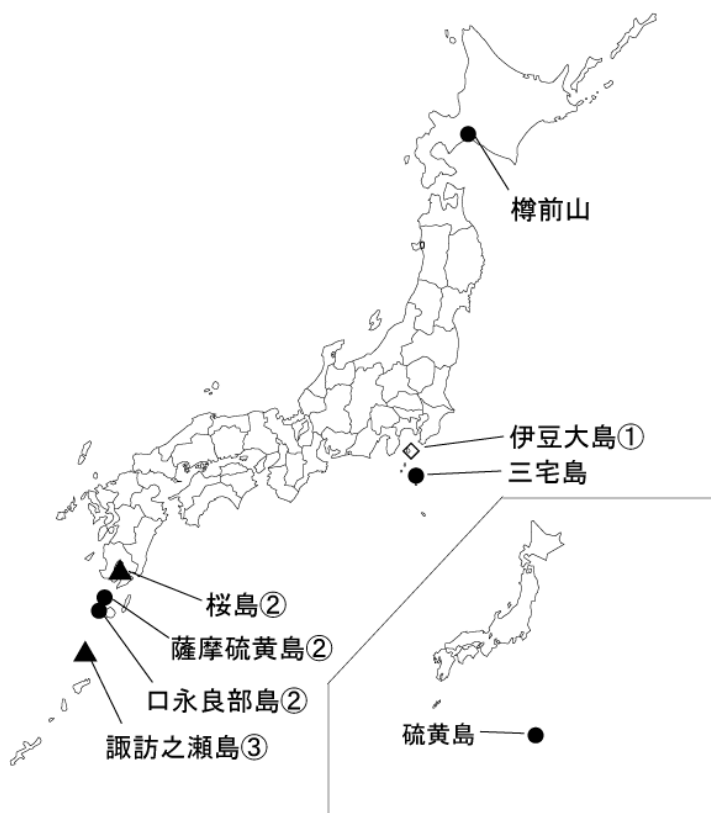 樽前山
伊豆大島①
三宅島
桜島②
薩摩硫黄島②
口永良部島②
諏訪之瀬島③
硫黄島